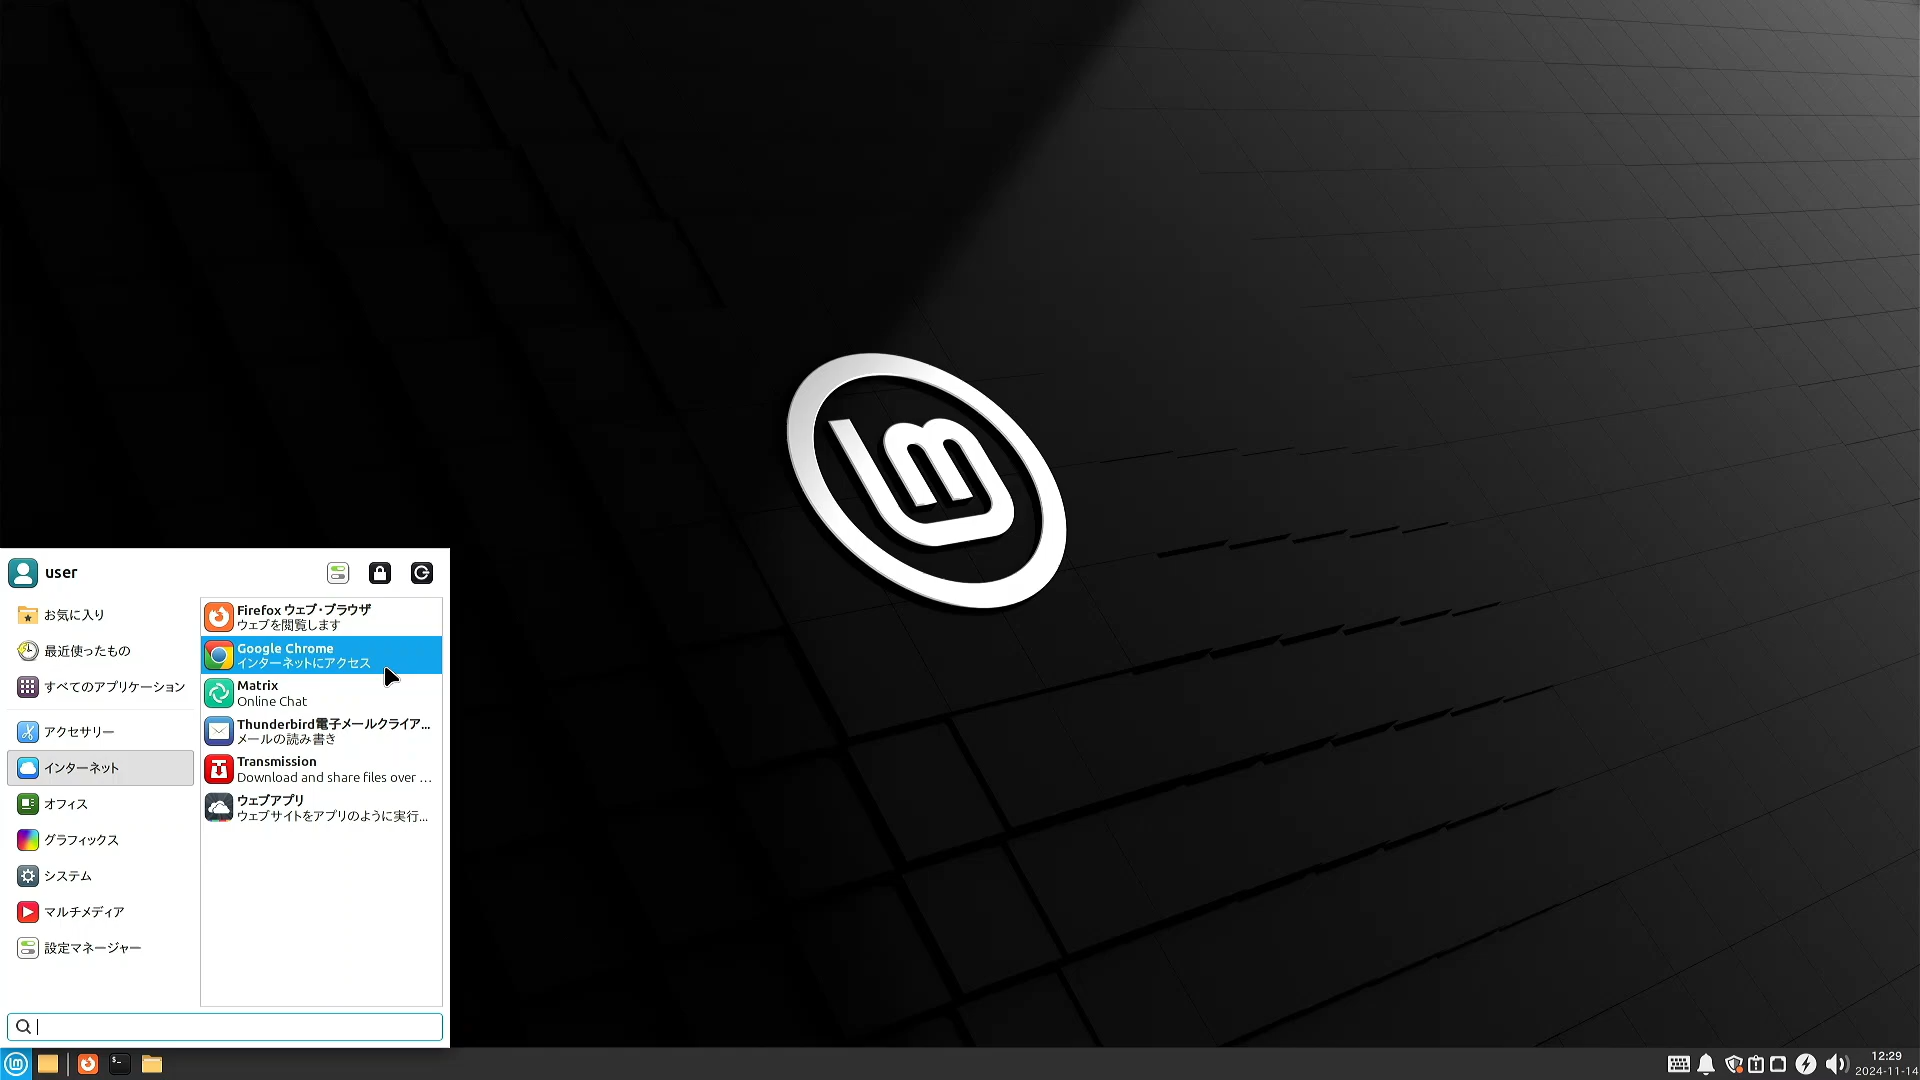 user
お気に入り
最近使ったもの
すべてのアプリケーション
アクセサリー
インターネット
オフィス
グラフィックス
システム
マルチメディア
設定マネージャー
Firefox ウェブ・ブラウザ
ウェブを閲覧します
Google Chrome
インターネットにアクセス
Matrix
Online Chat
Thunderbird電子メールクライア...
メールの読み書き
Transmission
Download and share files over ...
ウェブアプリ
ウェブサイトをアプリのように実行...
12:29
2024-11-14